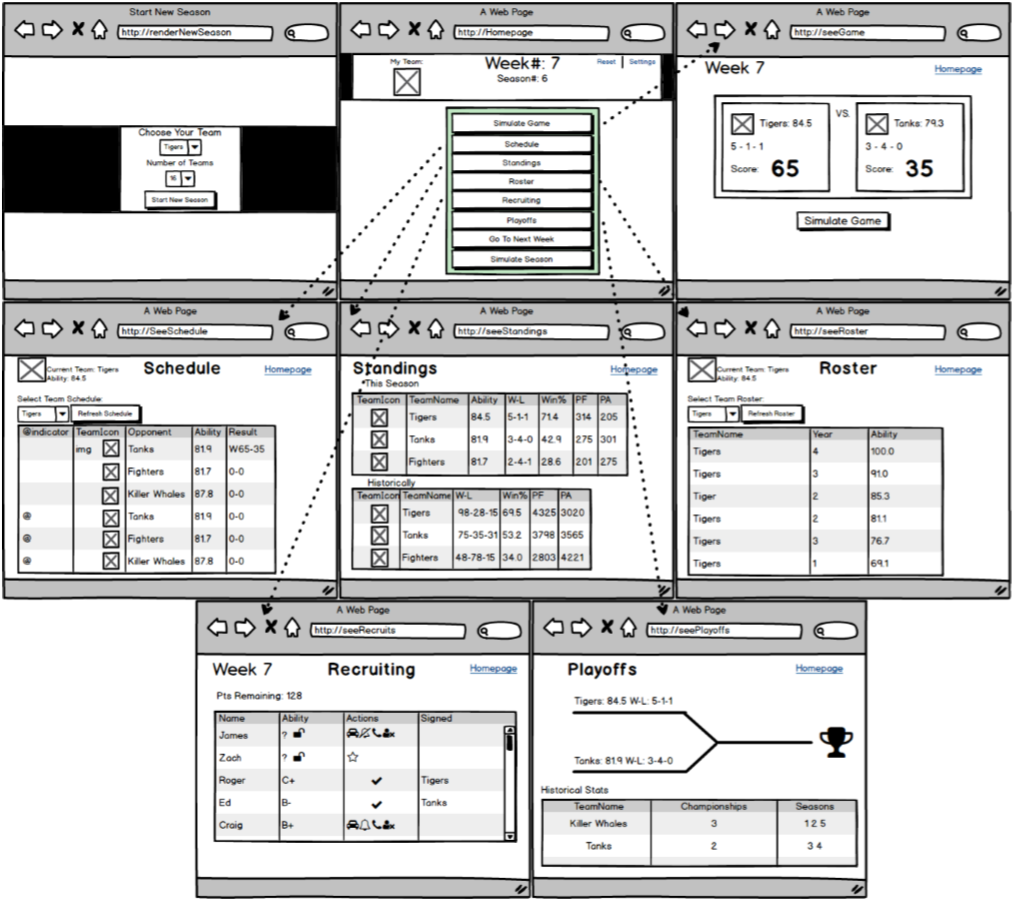 Start New Season
http://renderNewSeason
Choose Your Team
Tigers
Number of Teams
16
Start New Season
A Web Page
http://Homepage
My Team:
Week#: 7
Season#: 6
Reset | Settings
Simulate Game
Schedule
Standings
Roster
Recruiting
Playoffs
Go To Next Week
Simulate Season
A Web Page
http://seeGame
Week 7
Homepage
Tigers: 84.5
5 - 1 - 1
Score: 65
VS.
Tanks: 79.3
3 - 4 - 0
Score: 35
Simulate Game
A Web Page
http://SeeSchedule
Current Team: Tigers
Ability: 84.5
Schedule
Homepage
Select Team Schedule:
Tigers Refresh Schedule
@indicator TeamIcon Opponent Ability Result
img Tanks 81.9 W65-35
Fighters 81.7 0-0
Killer Whales 87.8 0-0
@ Tanks 81.9 0-0
@ Fighters 81.7 0-0
@ Killer Whales 87.8 0-0
A Web Page
http://seeStandings
Standings
Homepage
This Season
TeamIcon TeamName Ability W-L Win% PF PA
Tigers 84.5 5-1-1 71.4 314 205
Tanks 81.9 3-4-0 42.9 275 301
Fighters 81.7 2-4-1 28.6 201 275
Historically
TeamIcon TeamName W-L Win% PF PA
Tigers 98-28-15 69.5 4325 3020
Tanks 75-35-31 53.2 3798 3565
Fighters 48-78-15 34.0 2803 4221
A Web Page
http://seeRoster
Current Team: Tigers
Ability: 84.5
Roster
Homepage
Select Team Roster:
Tigers Refresh Roster
TeamName Year Ability
Tigers 4 100.0
Tigers 3 91.0
Tiger 2 85.3
Tigers 2 81.1
Tigers 3 76.7
Tigers 1 69.1
A Web Page
http://seeRecruits
Week 7 Recruiting Homepage
Pts Remaining: 128
Name Ability Actions Signed
James ?
Zach ?
Roger C+ Tigers
Ed B- Tanks
Craig B+
A Web Page
http://seePlayoffs
Playoffs Homepage
Tigers: 84.5 W-L: 5-1-1
Tanks: 81.9 W-L: 3-4-0
Historical Stats
TeamName Championships Seasons
Killer Whales 3 1 2 5
Tanks 2 3 4